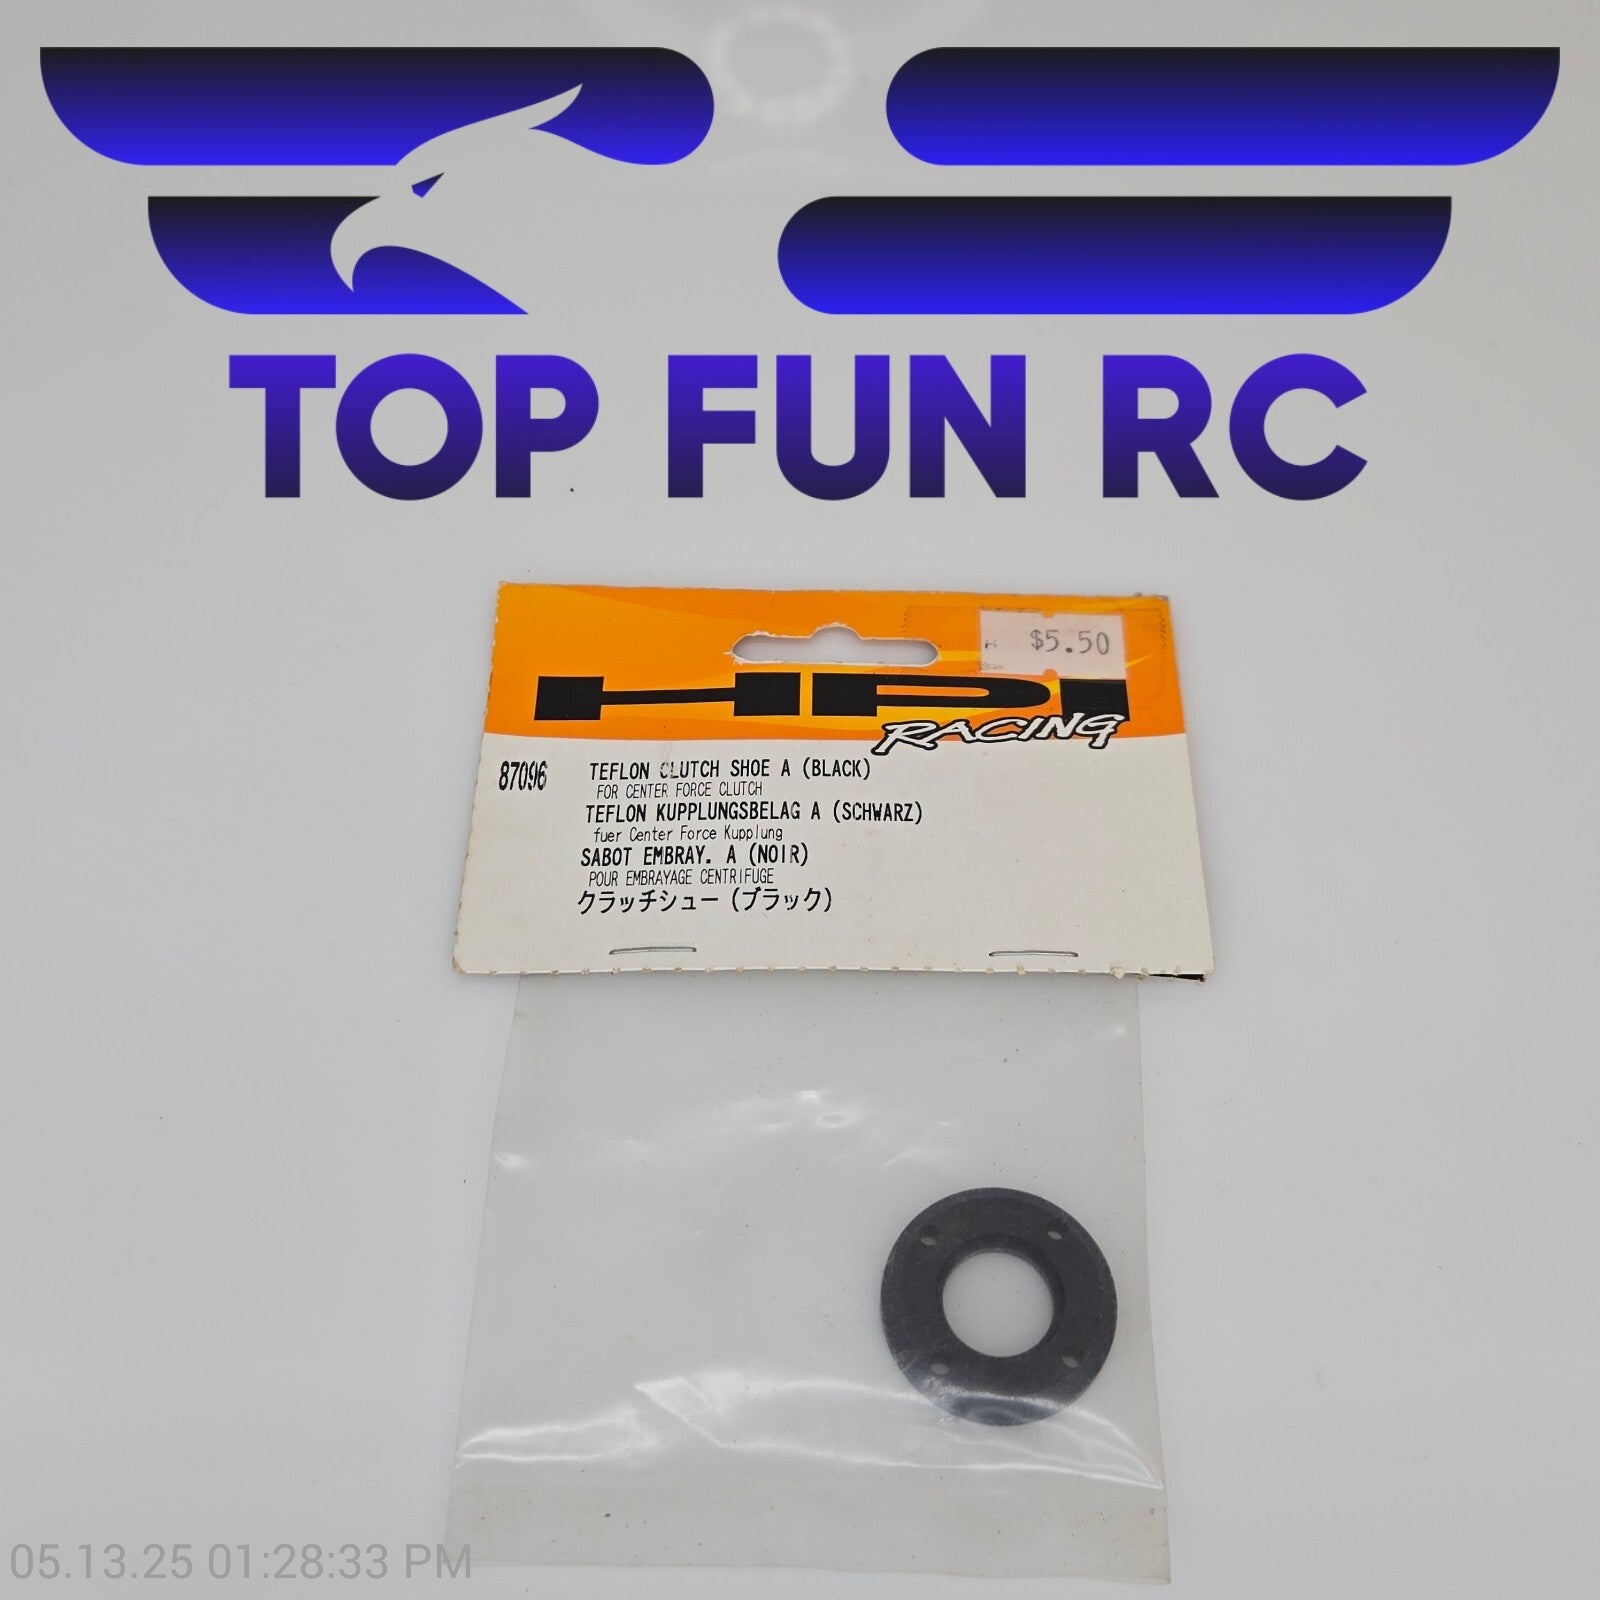 TOP FUN RC
$5.50
HPI
RACING
87096 TEFLON CLUTCH SHOE A (BLACK)
FOR CENTER FORCE CLUTCH
TEFLON KUPPLUNGSBELAG A (SCHWARZ)
fuer Center Force Kupplung
SABOT EMBRAY. A (NOIR)
POUR EMBRAYAGE CENTRIFUGE
クラッチシュー (ブラック)
05.13.25 01:28:33 PM